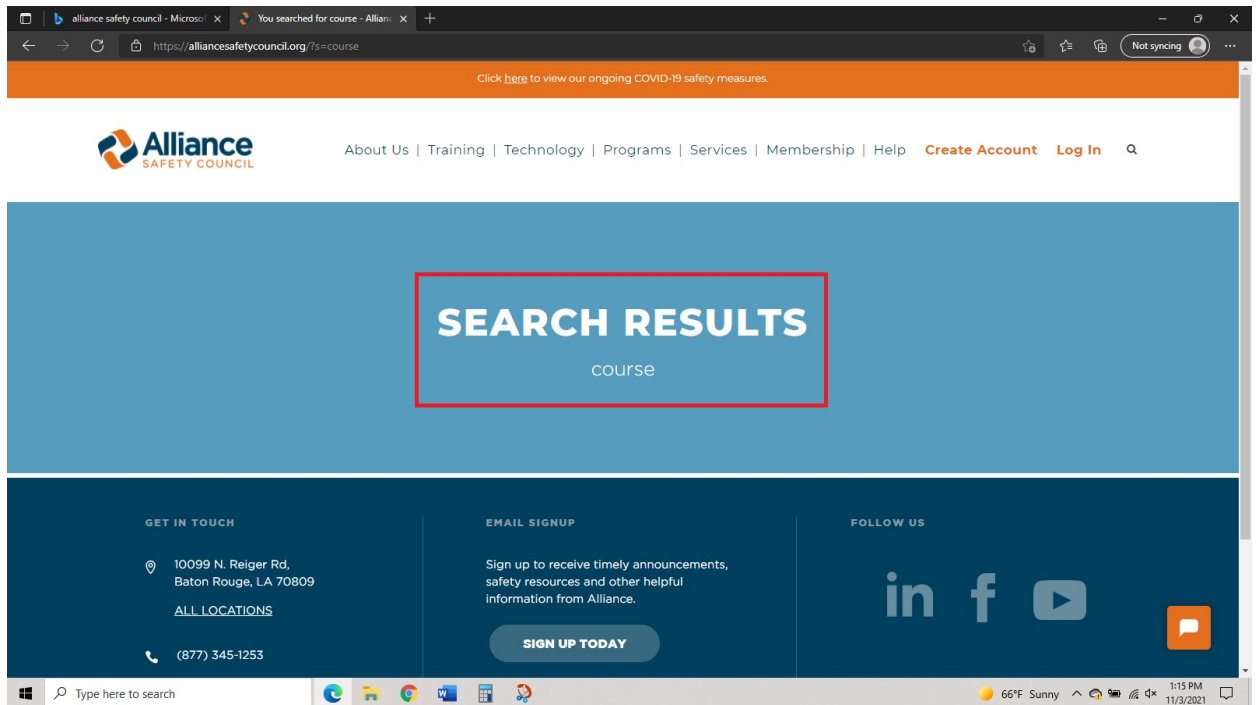 alliance safety council - Microsof
You searched for course - Allianc
https://alliancesafetycouncil.org/?s=course
Not syncing
Click here to view our ongoing COVID-19 safety measures.
Alliance
SAFETY COUNCIL
About Us | Training | Technology | Programs | Services | Membership | Help Create Account Log In
SEARCH RESULTS
course
GET IN TOUCH
10099 N. Reiger Rd,
Baton Rouge, LA 70809
ALL LOCATIONS
(877) 345-1253
EMAIL SIGNUP
Sign up to receive timely announcements,
safety resources and other helpful
information from Alliance.
SIGN UP TODAY
FOLLOW US
in f
Type here to search
66°F Sunny
1:15 PM
11/3/2021